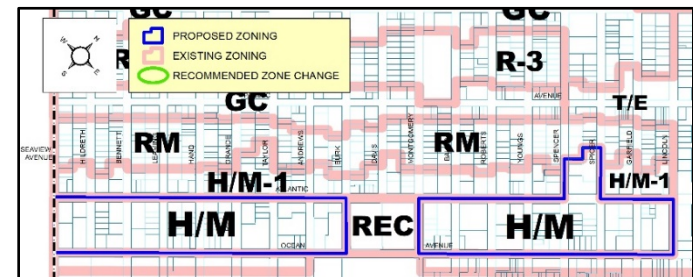 GC
GC
N
W
E
S
PROPOSED ZONING
EXISTING ZONING
RECOMMENDED ZONE CHANGE
R-3
GC
AVENUE
T/E
SEAVIEW
AVENUE
HILDRETH
BENNETT
RM
HAND
TAYLOR
ANDREWS
BURK
DAVIS
MONTGOMERY
RM
ROBERTS
YOUNGS
SPENCER
SPICER
GARFIELD
LINCOLN
H/M-1
ATLANTIC
H/M-1
H/M
REC
H/M
OCEAN
AVENUE